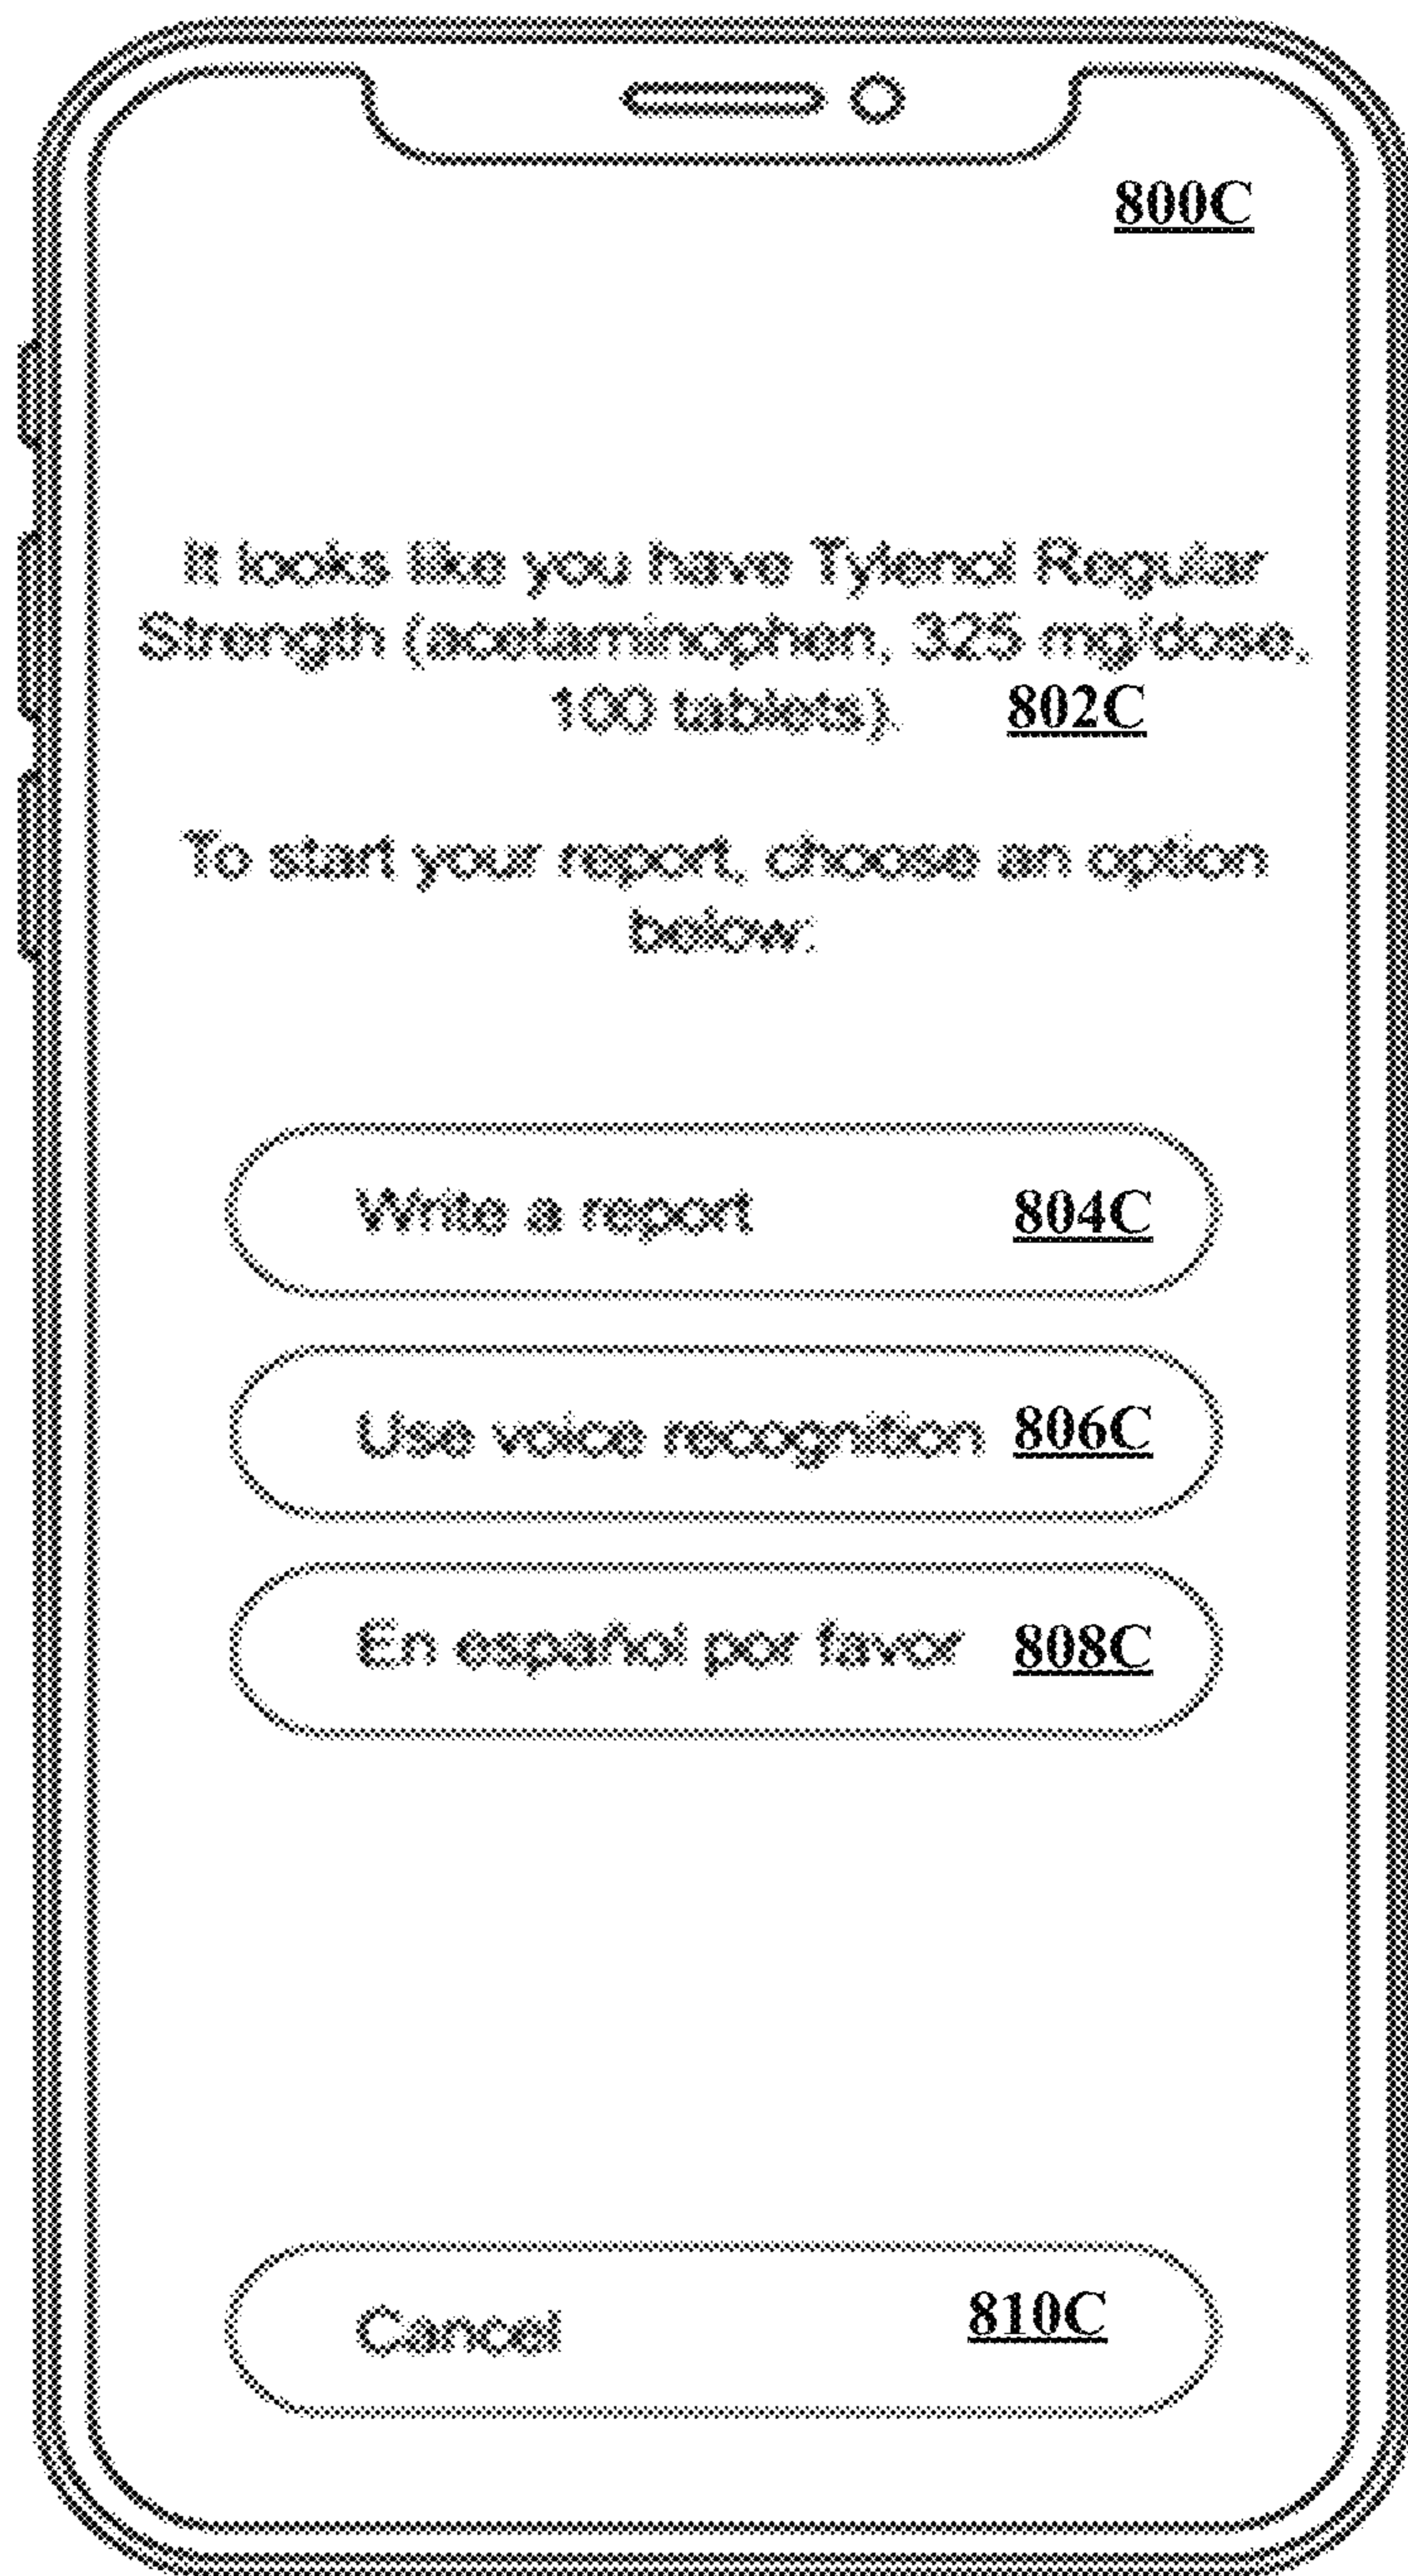 800C
It looks like you have Tylenol Regular
Strength (acetaminophen, 325 mg/dose,
100 tablets). 802C
To start your report, choose an option
below:
Write a report 804C
Use voice recognition 806C
En español por favor 808C
Cancel 810C